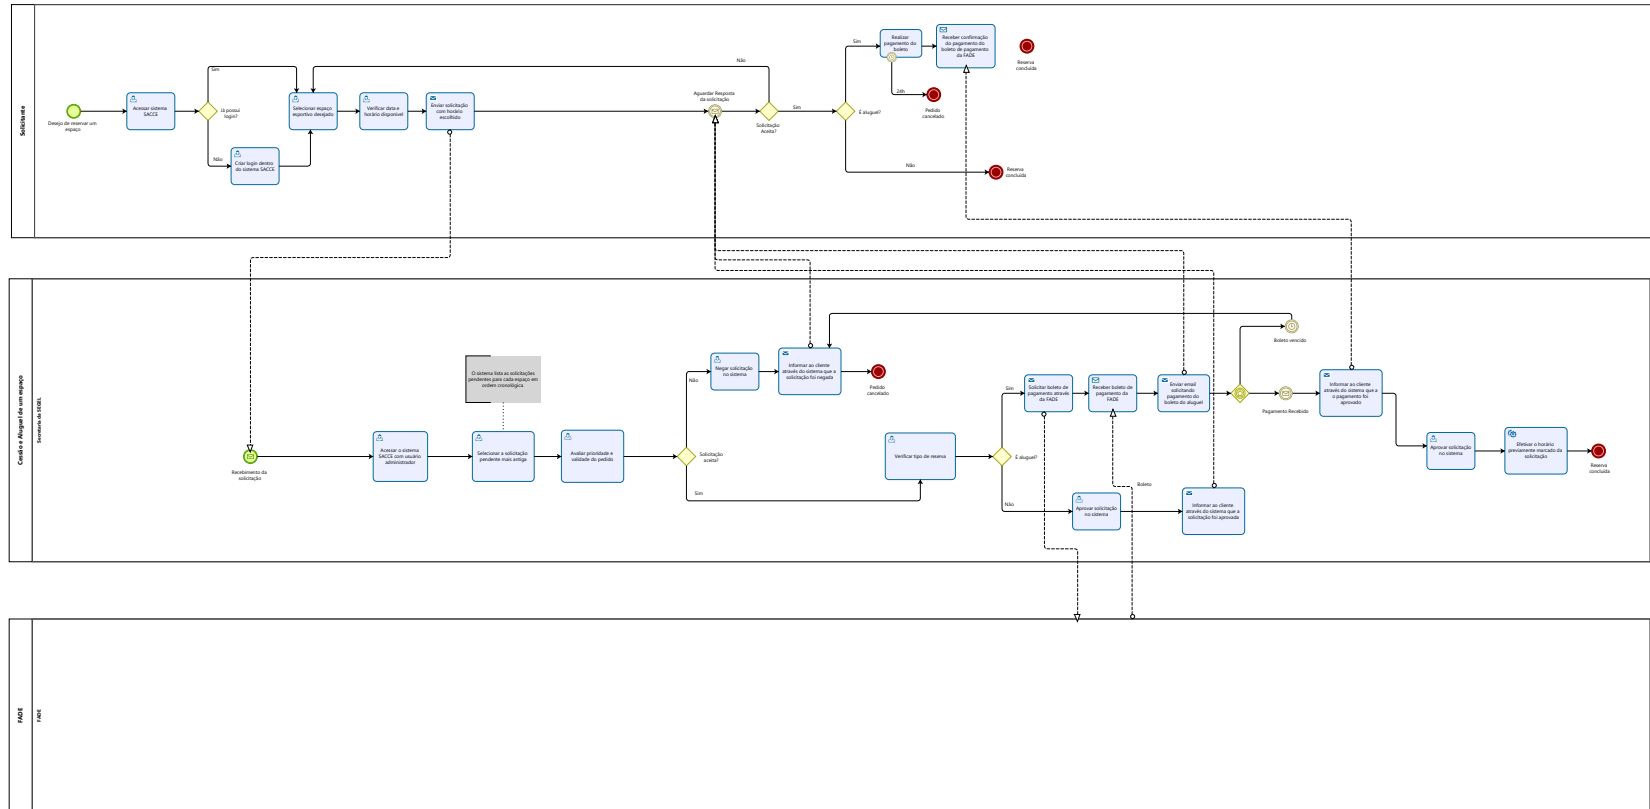 Solicitante
Desejo de reservar um
espaço
Acessar sistema
SACCE
Já possui
login?
Sim
Não
Criar login dentro
do sistema SACCE
Selecionar espaço
esportivo desejado
Verificar data e
horário disponível
Enviar solicitação
com horário
escolhido
Aguardar Resposta
da solicitação
Não
Solicitação
Aceita?
Sim
É aluguel?
Sim
Realizar
pagamento do
boleto
24h
Pedido
cancelado
Receber confirmação
do pagamento do
boleto de pagamento
da FADE
Reserva
concluída
Não
Reserva
concluída
Cessão e Aluguel de um espaço
Secretaria da SEGEL
Recebimento da
solicitação
Acessar o sistema
SACCE com usuário
administrador
O sistema lista as solicitações
pendentes para cada espaço em
ordem cronológica.
Selecionar a solicitação
pendente mais antiga
Avaliar prioridade e
validade do pedido
Solicitação
aceita?
Não
Negar solicitação
no sistema
Informar ao cliente
através do sistema que a
solicitação foi negada
Pedido
cancelado
Sim
Verificar tipo de reserva
É aluguel?
Sim
Solicitar boleto de
pagamento através
da FADE
Receber boleto de
pagamento da
FADE
Enviar email
solicitando
pagamento do
boleto do aluguel
Boleto vencido
Pagamento Recebido
Informar ao cliente
através do sistema que a
o pagamento foi
aprovado
Aprovar solicitação
no sistema
Efetivar o horário
previamente marcado da
solicitação
Reserva
concluída
Não
Aprovar solicitação
no sistema
Informar ao cliente
através do sistema que a
solicitação foi aprovada
Boleto
FADE
FADE